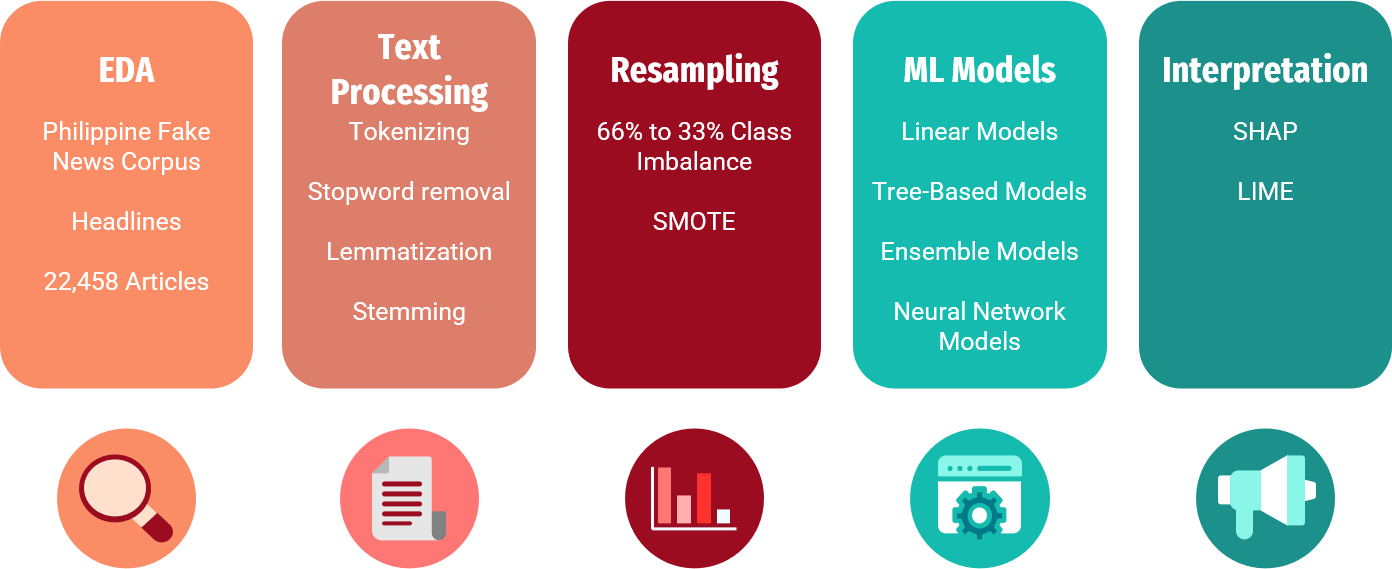 EDA
Philippine Fake
News Corpus
Headlines
22,458 Articles
Text
Processing
Tokenizing
Stopword removal
Lemmatization
Stemming
Resampling
66% to 33% Class
Imbalance
SMOTE
ML Models
Linear Models
Tree-Based Models
Ensemble Models
Neural Network
Models
Interpretation
SHAP
LIME